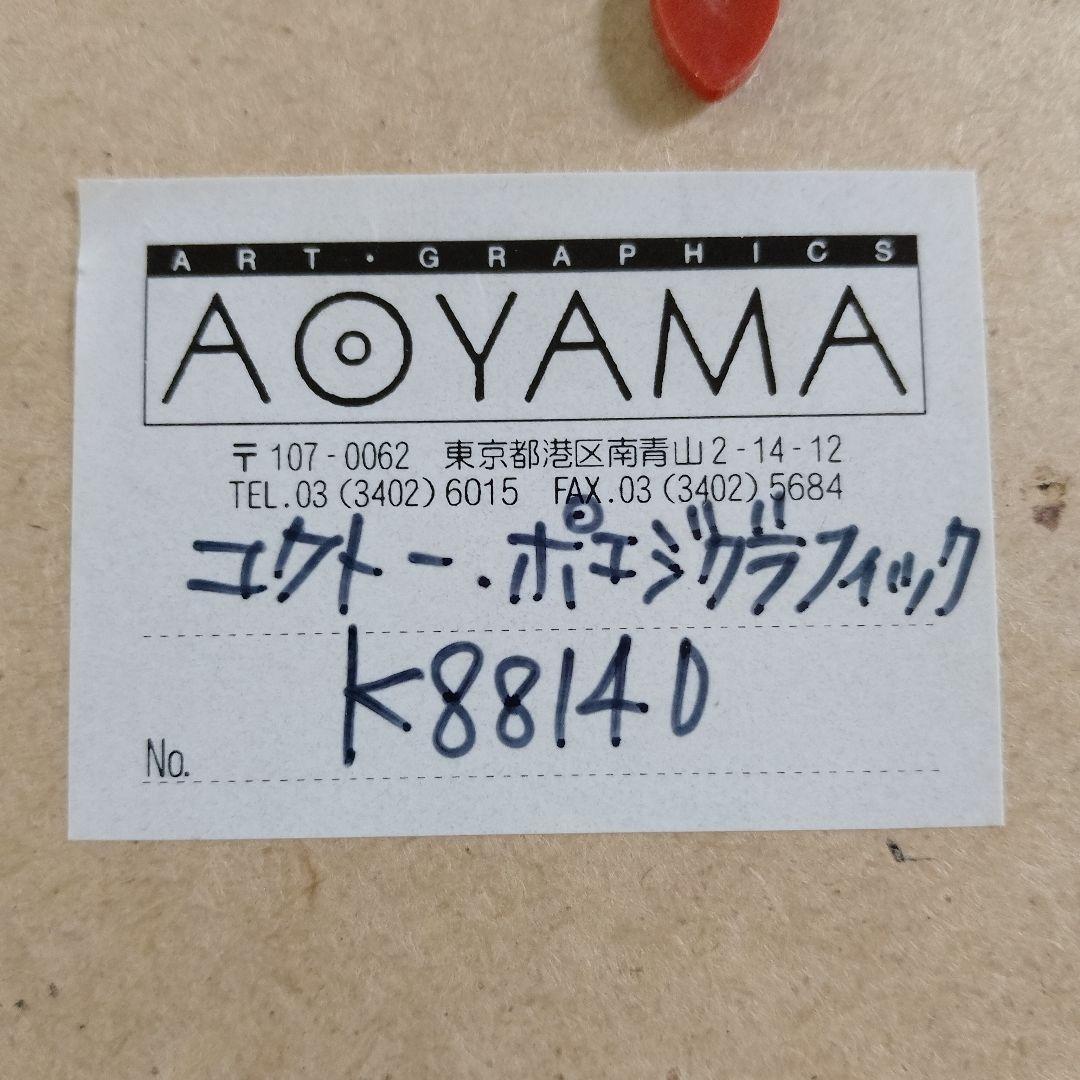 ART・GRAPHICS
AOYAMA
〒107-0062 東京都港区南青山2-14-12
TEL.03(3402)6015 FAX.03(3402)5684
コクトー.ポエジグラフィック
K88140
No.